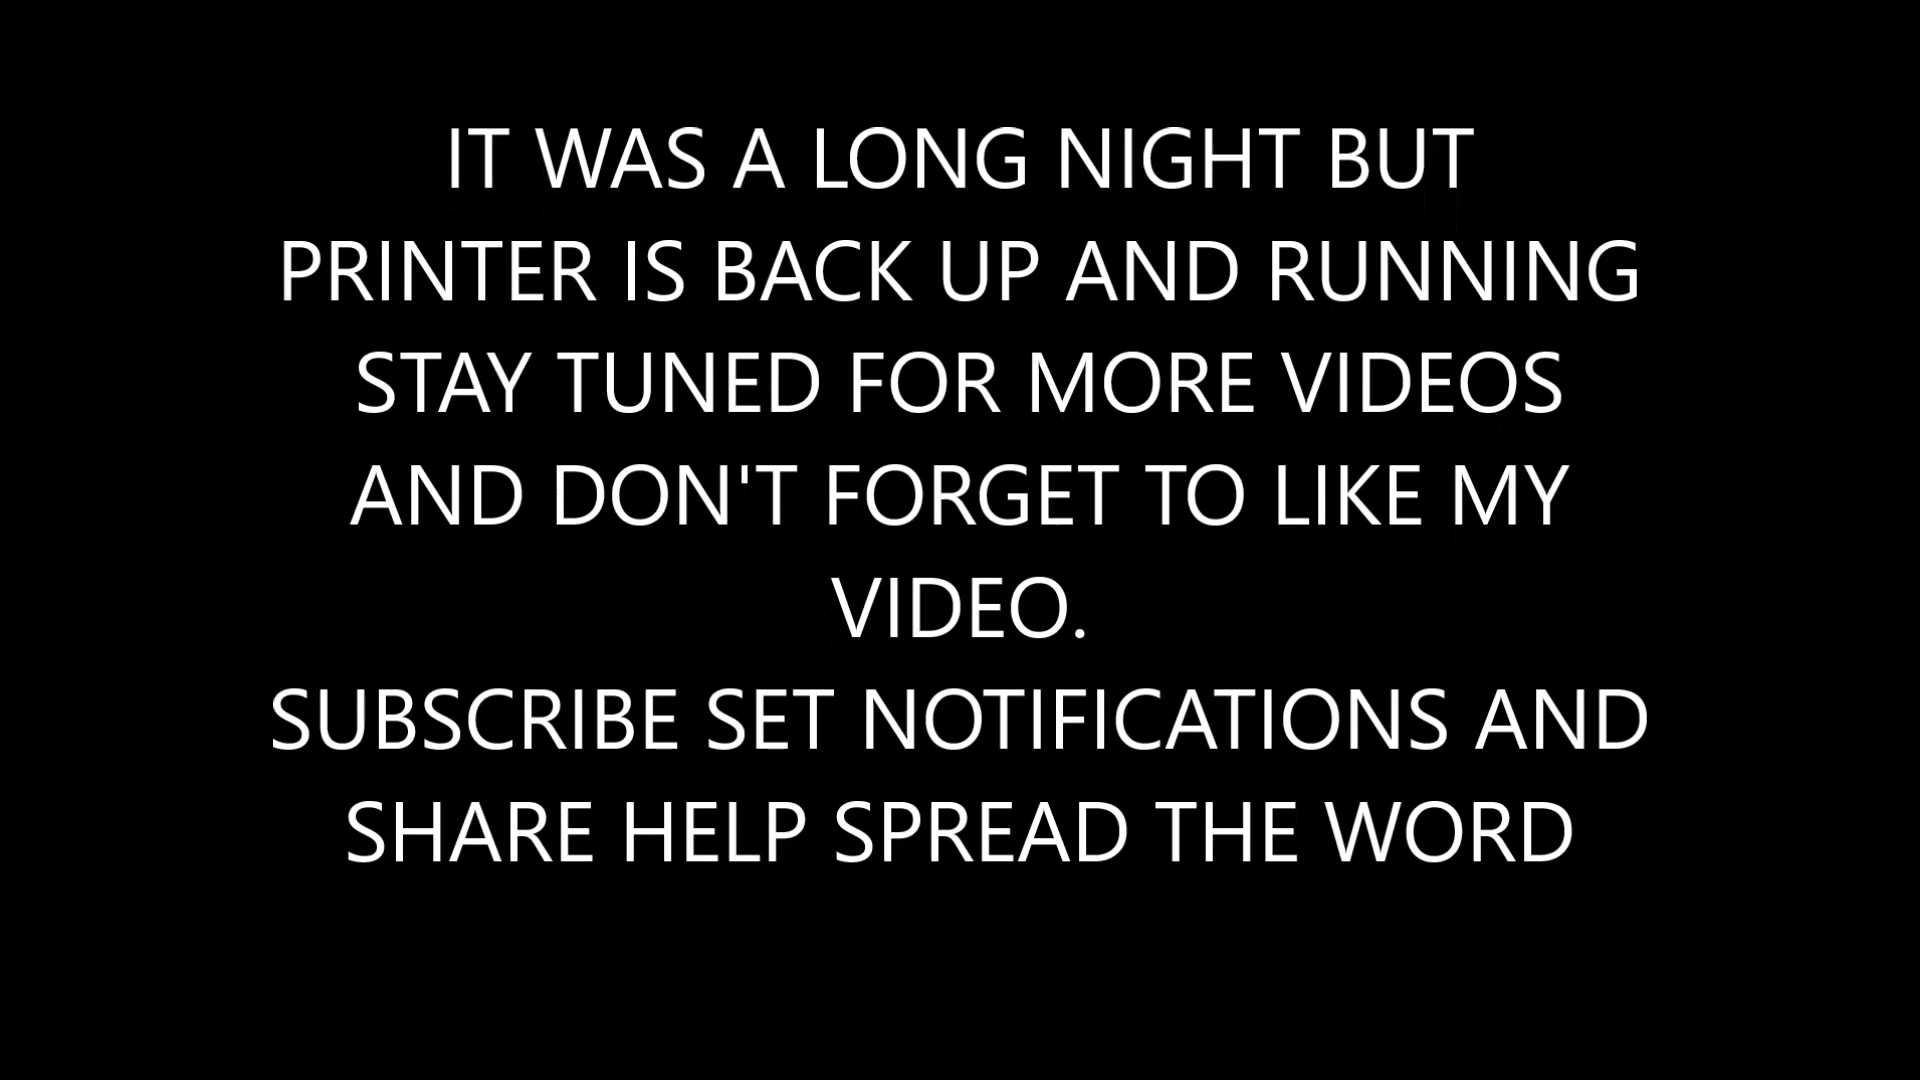 IT WAS A LONG NIGHT BUT
PRINTER IS BACK UP AND RUNNING
STAY TUNED FOR MORE VIDEOS
AND DON'T FORGET TO LIKE MY
VIDEO.
SUBSCRIBE SET NOTIFICATIONS AND
SHARE HELP SPREAD THE WORD